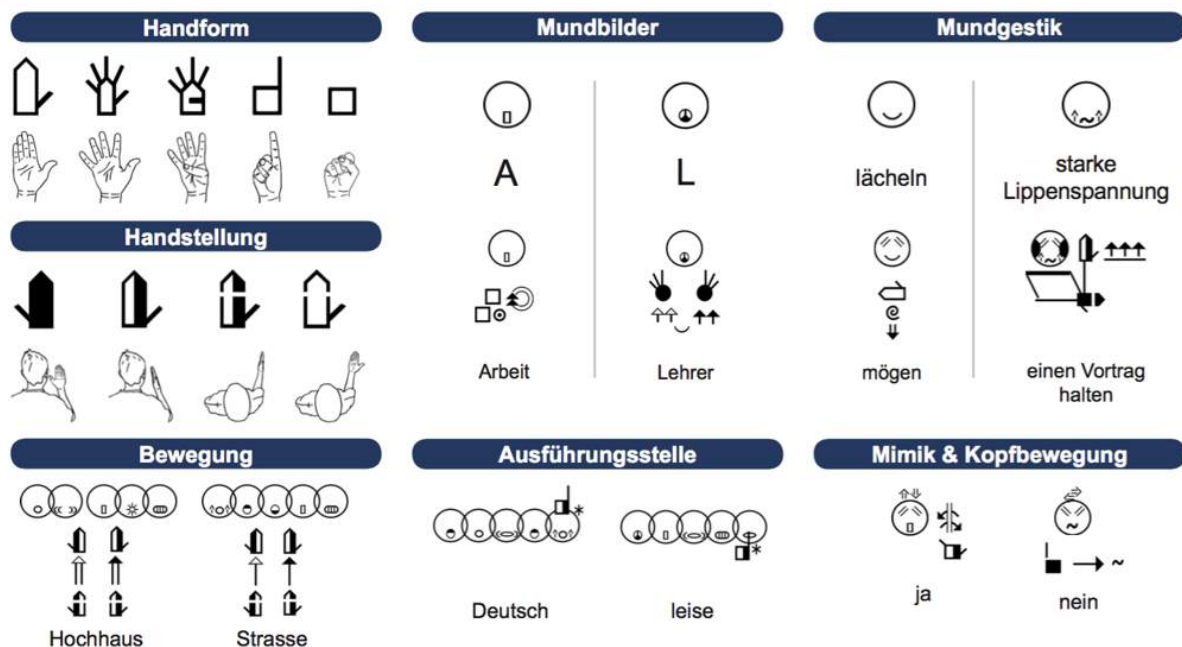 Handform
Handstellung
Bewegung
Hochhaus
Strasse
Mundbilder
A
L
Arbeit
Lehrer
Ausführungsstelle
Deutsch
leise
Mundgestik
lächeln
starke
Lippenspannung
mögen
einen Vortrag
halten
Mimik & Kopfbewegung
ja
nein